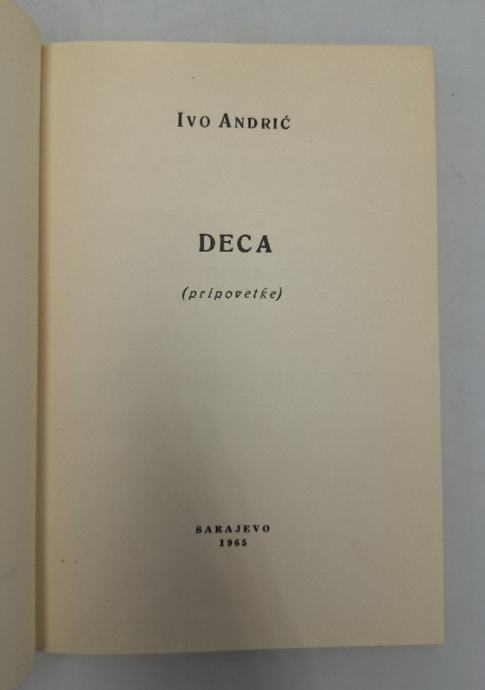 Ivo Andrić
DECA
(pripovetke)
SARAJEVO
1965